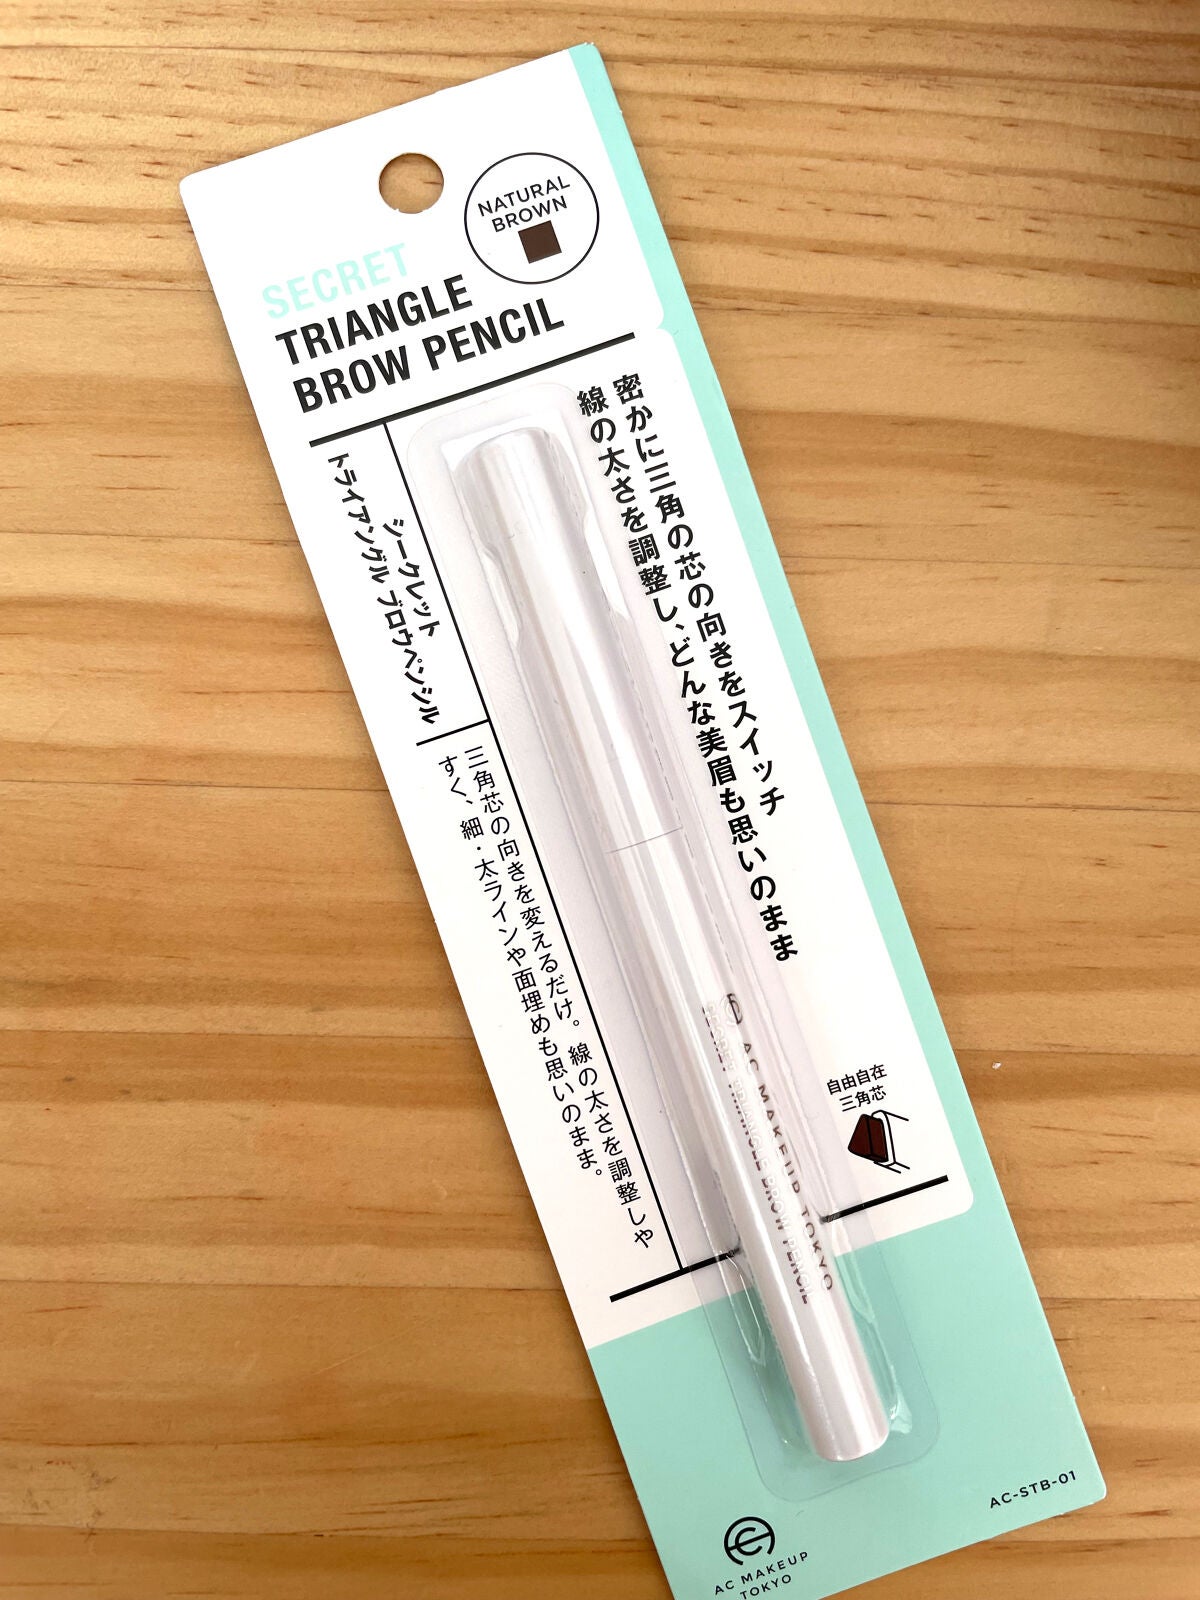 NATURAL
BROWN
SECRET
TRIANGLE
BROW PENCIL
密かに三角の芯の向きをスイッチ
線の太さを調整し、どんな美眉も思いのまま
シークレット
トライアングル ブロウペンシル
三角芯の向きを変えるだけ。線の太さを調整しや
すく、細・太ラインや面埋めも思いのまま。
自由自在
三角芯
AC MAKEUP TOKYO
SECRET TRIANGLE BROW PENCIL
AC-STB-01
AC MAKEUP
TOKYO